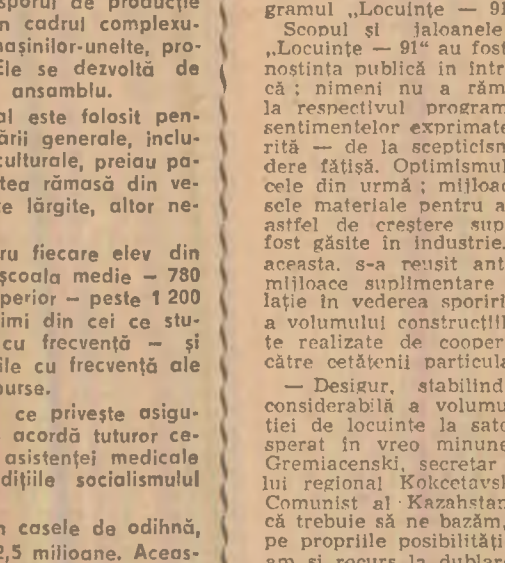 sporul de producție
n cadrul complexu-
mașinilor-unelte, pro-
Ele se dezvoltă de
ansamblu.
al este folosit pen-
ării generale, inclu-
culturale, preiau pa-
tea rămasă din ve-
e lărgite, altor ne-
ru fiecare elev din
școala medie — 780
perior — peste 1 200
imi din cei ce stu-
cu frecvență — și
ile cu frecvență ale
ourse.
ce privește asigu-
acordă tuturor ce-
asistenței medicale
dițiile socialismului
n casele de odihnă,
2,5 milioane. Aceas-
gramul „Locuințe — 91
Scopul și jaloanele
„Locuințe — 91“ au fost
noștința publică în într
că ; nimeni nu a răm
la respectivul program
sentimentelor exprimate
rită — de la scepticism
dere fătișă. Optimismul
cele din urmă ; mijloac
sele materiale pentru a
astfel de creștere sup
fost găsite în industrie.
aceasta, s-a reușit ant
mijloace suplimentare
lație în vederea sporiri
a volumului construcțiil
te realizate de cooper
către cetățenii particula
— Desigur, stabilind
considerabilă a volumu
ției de locuințe la sate
sperat în vreo minune
Gremiacenski, secretar
lui regional Kokcetavsk
Comunist al Kazahstan
că trebuie să ne bazăm,
pe propriile posibilități
am și recurs la dublare